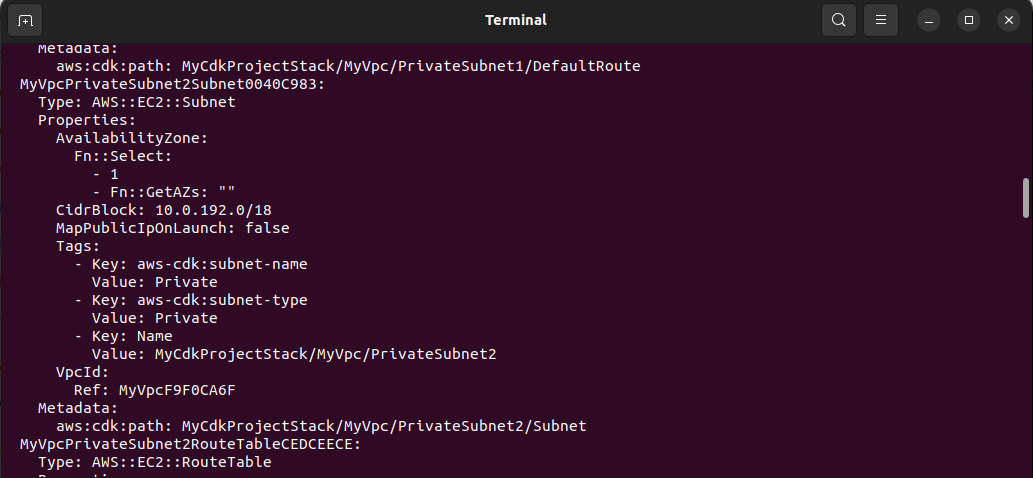 Terminal
Metadata:
aws:cdk:path: MyCdkProjectStack/MyVpc/PrivateSubnet1/DefaultRoute
MyVpcPrivateSubnet2Subnet0040C983:
Type: AWS::EC2::Subnet
Properties:
AvailabilityZone:
Fn::Select:
- 1
- Fn::GetAZs: ""
CidrBlock: 10.0.192.0/18
MapPublicIpOnLaunch: false
Tags:
- Key: aws-cdk:subnet-name
Value: Private
- Key: aws-cdk:subnet-type
Value: Private
- Key: Name
Value: MyCdkProjectStack/MyVpc/PrivateSubnet2
VpcId:
Ref: MyVpcF9F0CA6F
Metadata:
aws:cdk:path: MyCdkProjectStack/MyVpc/PrivateSubnet2/Subnet
MyVpcPrivateSubnet2RouteTableCEDCEECE:
Type: AWS::EC2::RouteTable